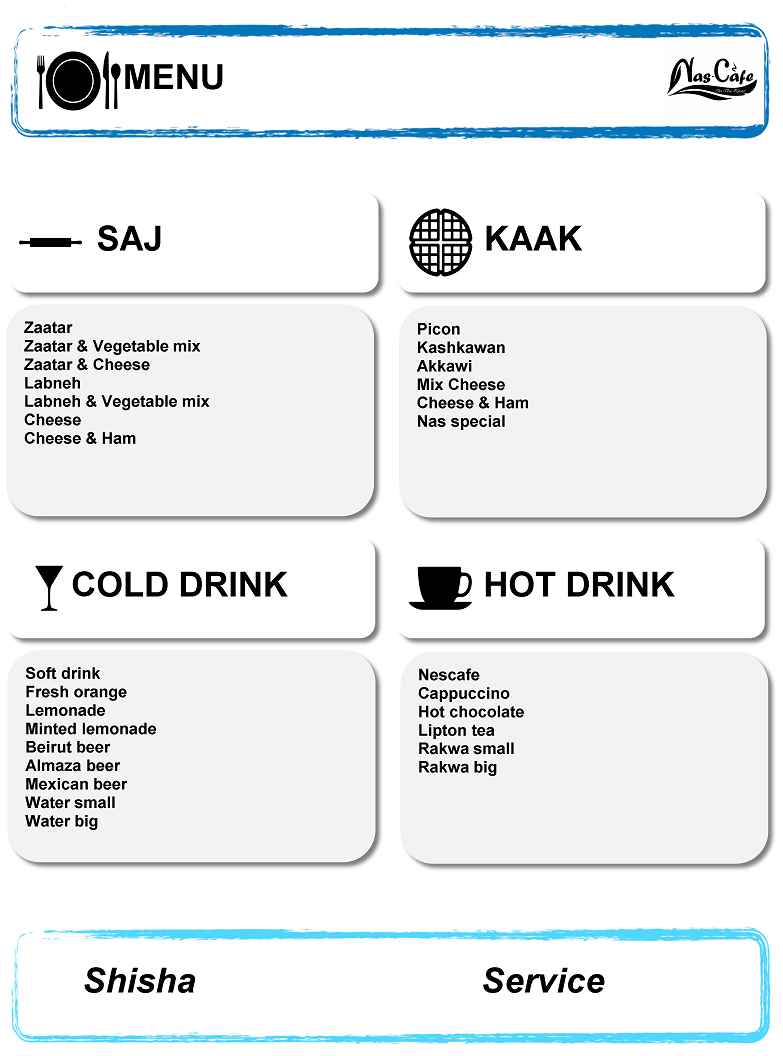 MENU
Nas Cafe
SAJ
Zaatar
Zaatar & Vegetable mix
Zaatar & Cheese
Labneh
Labneh & Vegetable mix
Cheese
Cheese & Ham
KAAK
Picon
Kashkawan
Akkawi
Mix Cheese
Cheese & Ham
Nas special
COLD DRINK
Soft drink
Fresh orange
Lemonade
Minted lemonade
Beirut beer
Almaza beer
Mexican beer
Water small
Water big
HOT DRINK
Nescafe
Cappuccino
Hot chocolate
Lipton tea
Rakwa small
Rakwa big
Shisha
Service